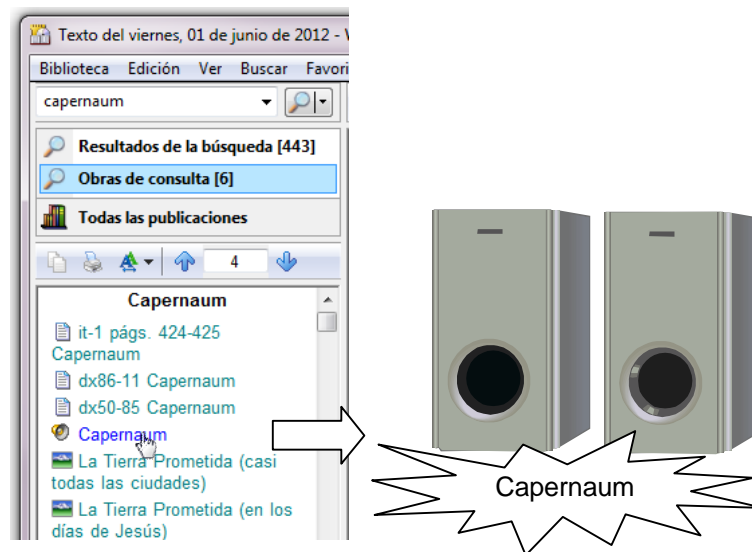 Texto del viernes, 01 de junio de 2012 -
Biblioteca Edición Ver Buscar Favori
capernaum
Resultados de la búsqueda [443]
Obras de consulta [6]
Todas las publicaciones
4
Capernaum
it-1 págs. 424-425
Capernaum
dx86-11 Capernaum
dx50-85 Capernaum
Capernaum
La Tierra Prometida (casi
todas las ciudades)
La Tierra Prometida (en los
días de Jesús)
Capernaum